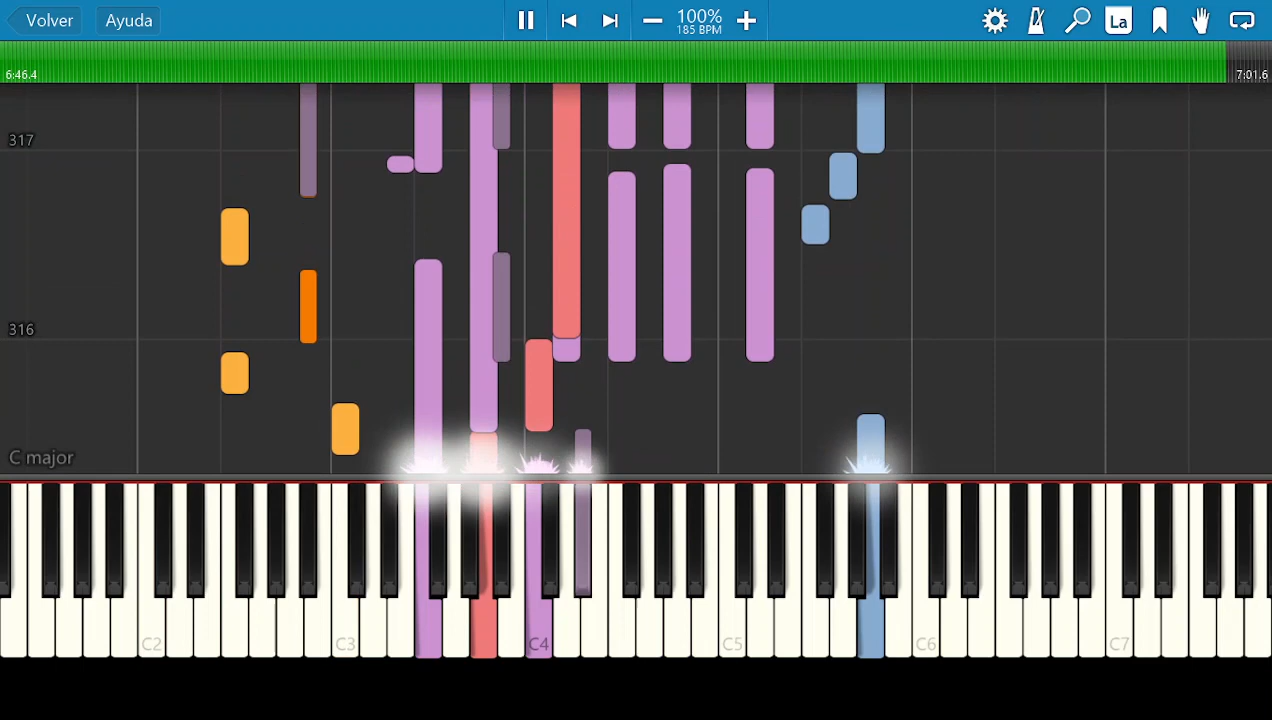 Volver
Ayuda
100%
185 BPM
La
6:46.4
7:01.6
317
316
C major
C2
C3
C4
C5
C6
C7